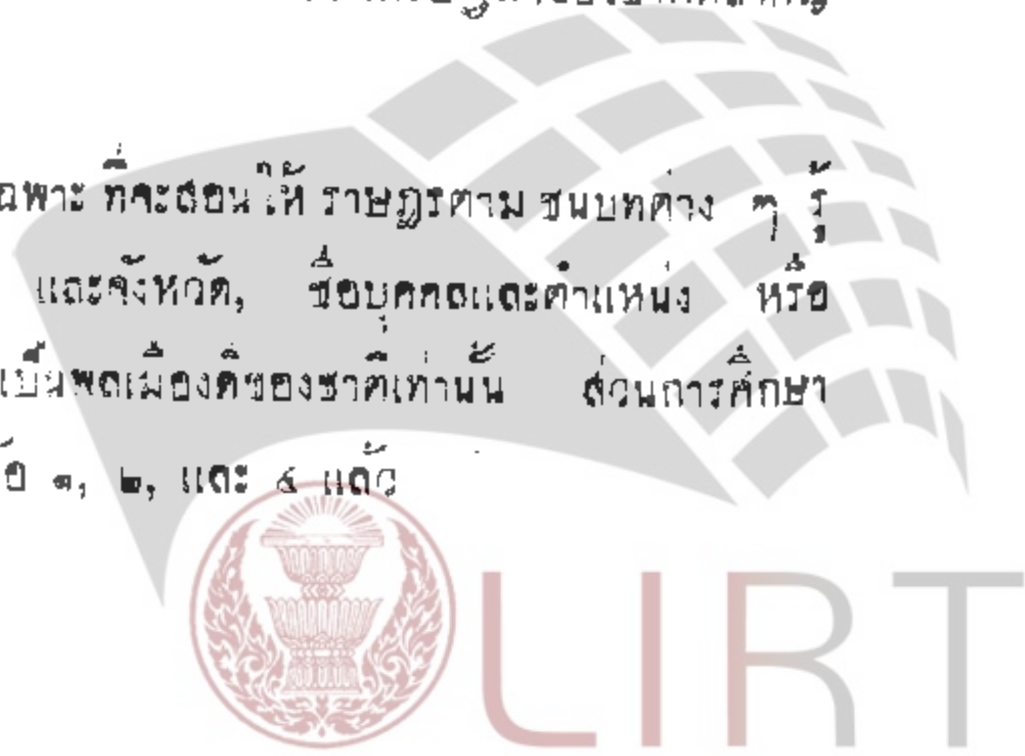 ฉพาะ ที่จะสอนให้ ราษฎรตาม ชนบทต่าง ๆ รู้
และจังหวัด, ชื่อบุคคลและตำแหน่ง หรือ
เป็นพลเมืองดีของชาติเท่านั้น ส่วนการศึกษา
ข้อ ๑, ๒, และ ๔ แล้ว
LIRT